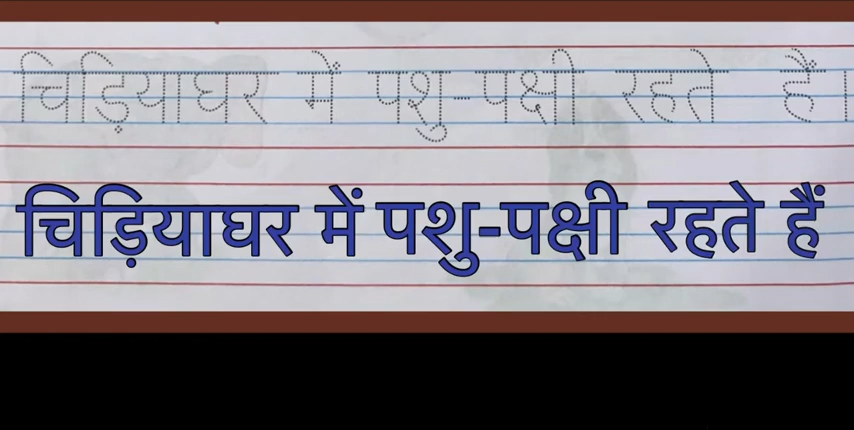 चिड़ियाघर में पशु-पक्षी रहते हैं।
चिड़ियाघर में पशु-पक्षी रहते हैं